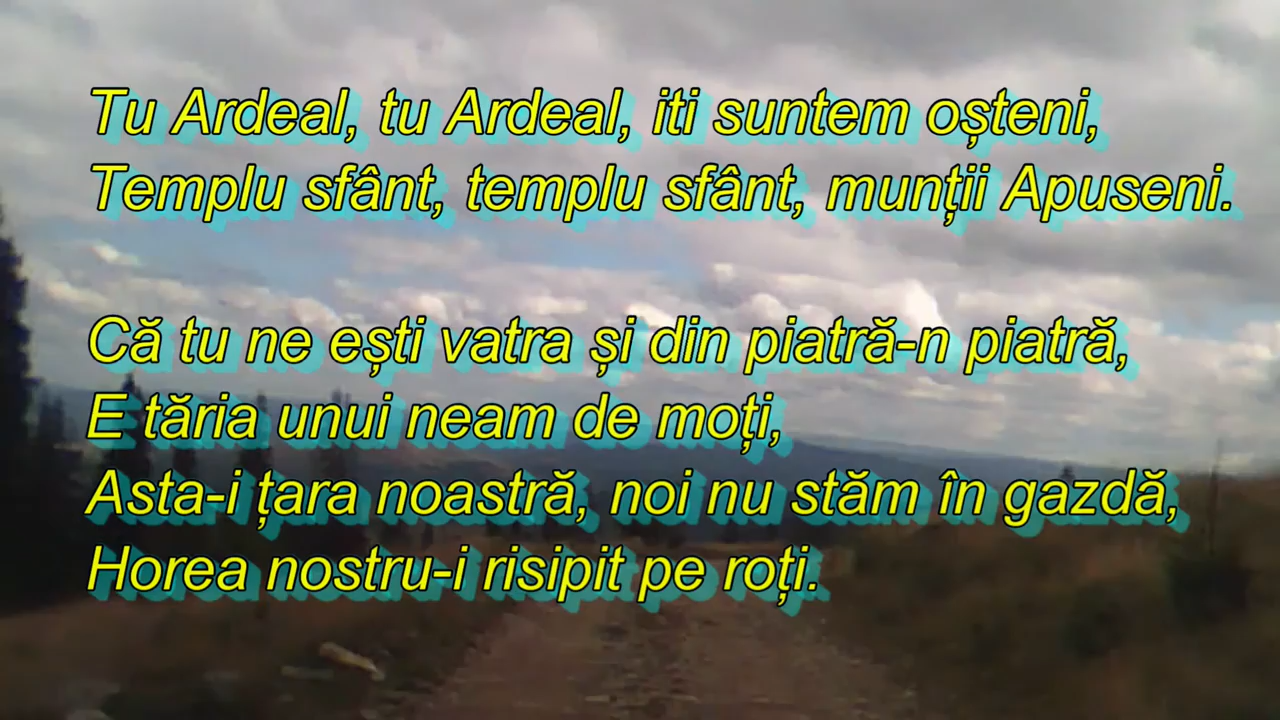 Tu Ardeal, tu Ardeal, iti suntem oșteni,
Templu sfânt, templu sfânt, munții Apuseni.
Că tu ne ești vatra și din piatră-n piatră,
E tăria unui neam de moți,
Asta-i țara noastră, noi nu stăm în gazdă,
Horea nostru-i risipit pe roți.